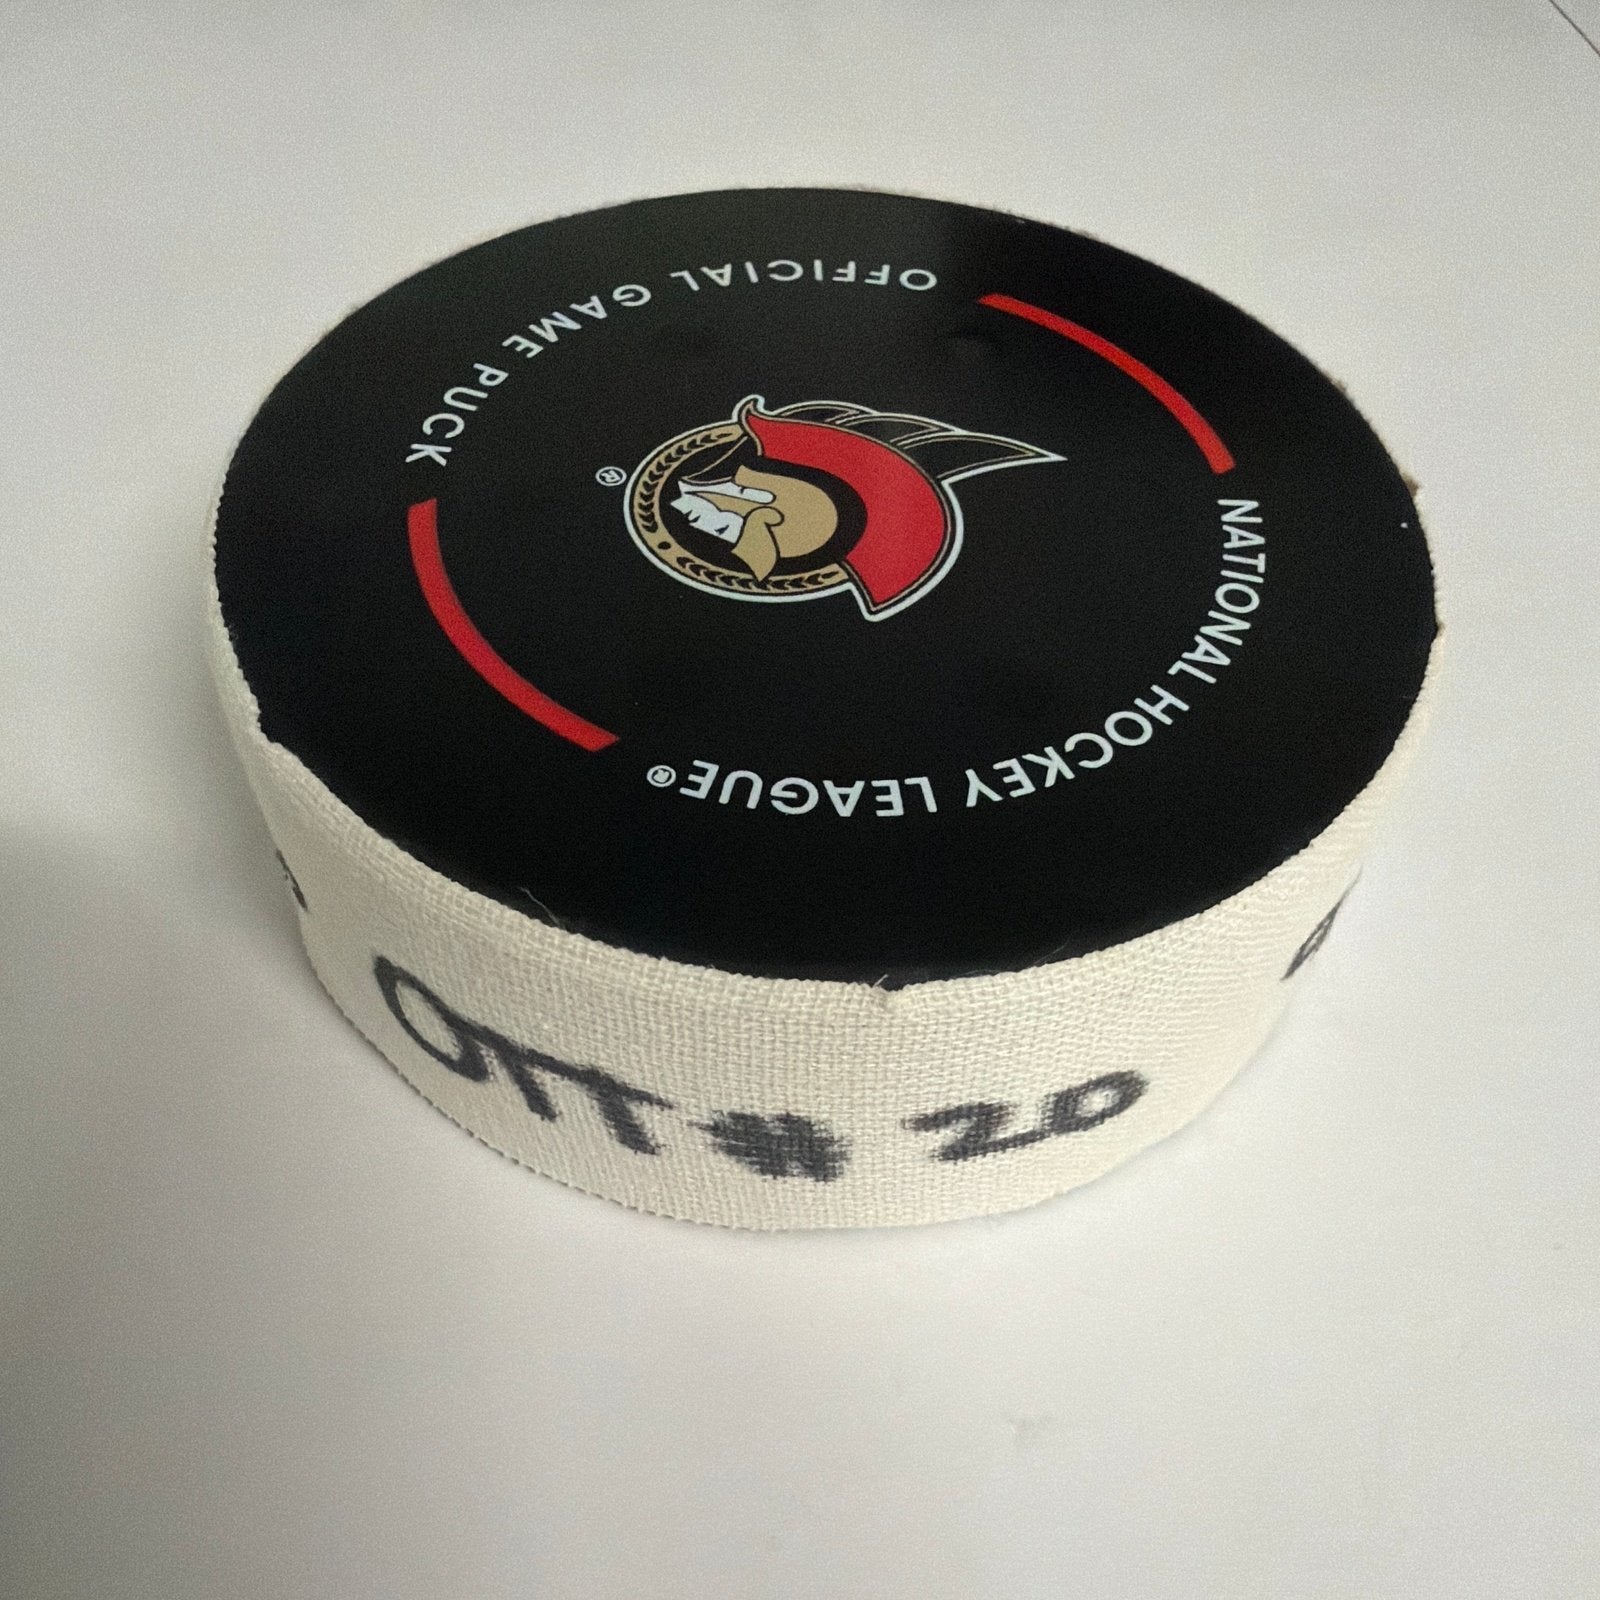 OFFICIAL GAME PUCK
®
NATIONAL HOCKEY LEAGUE®
OTT # 20